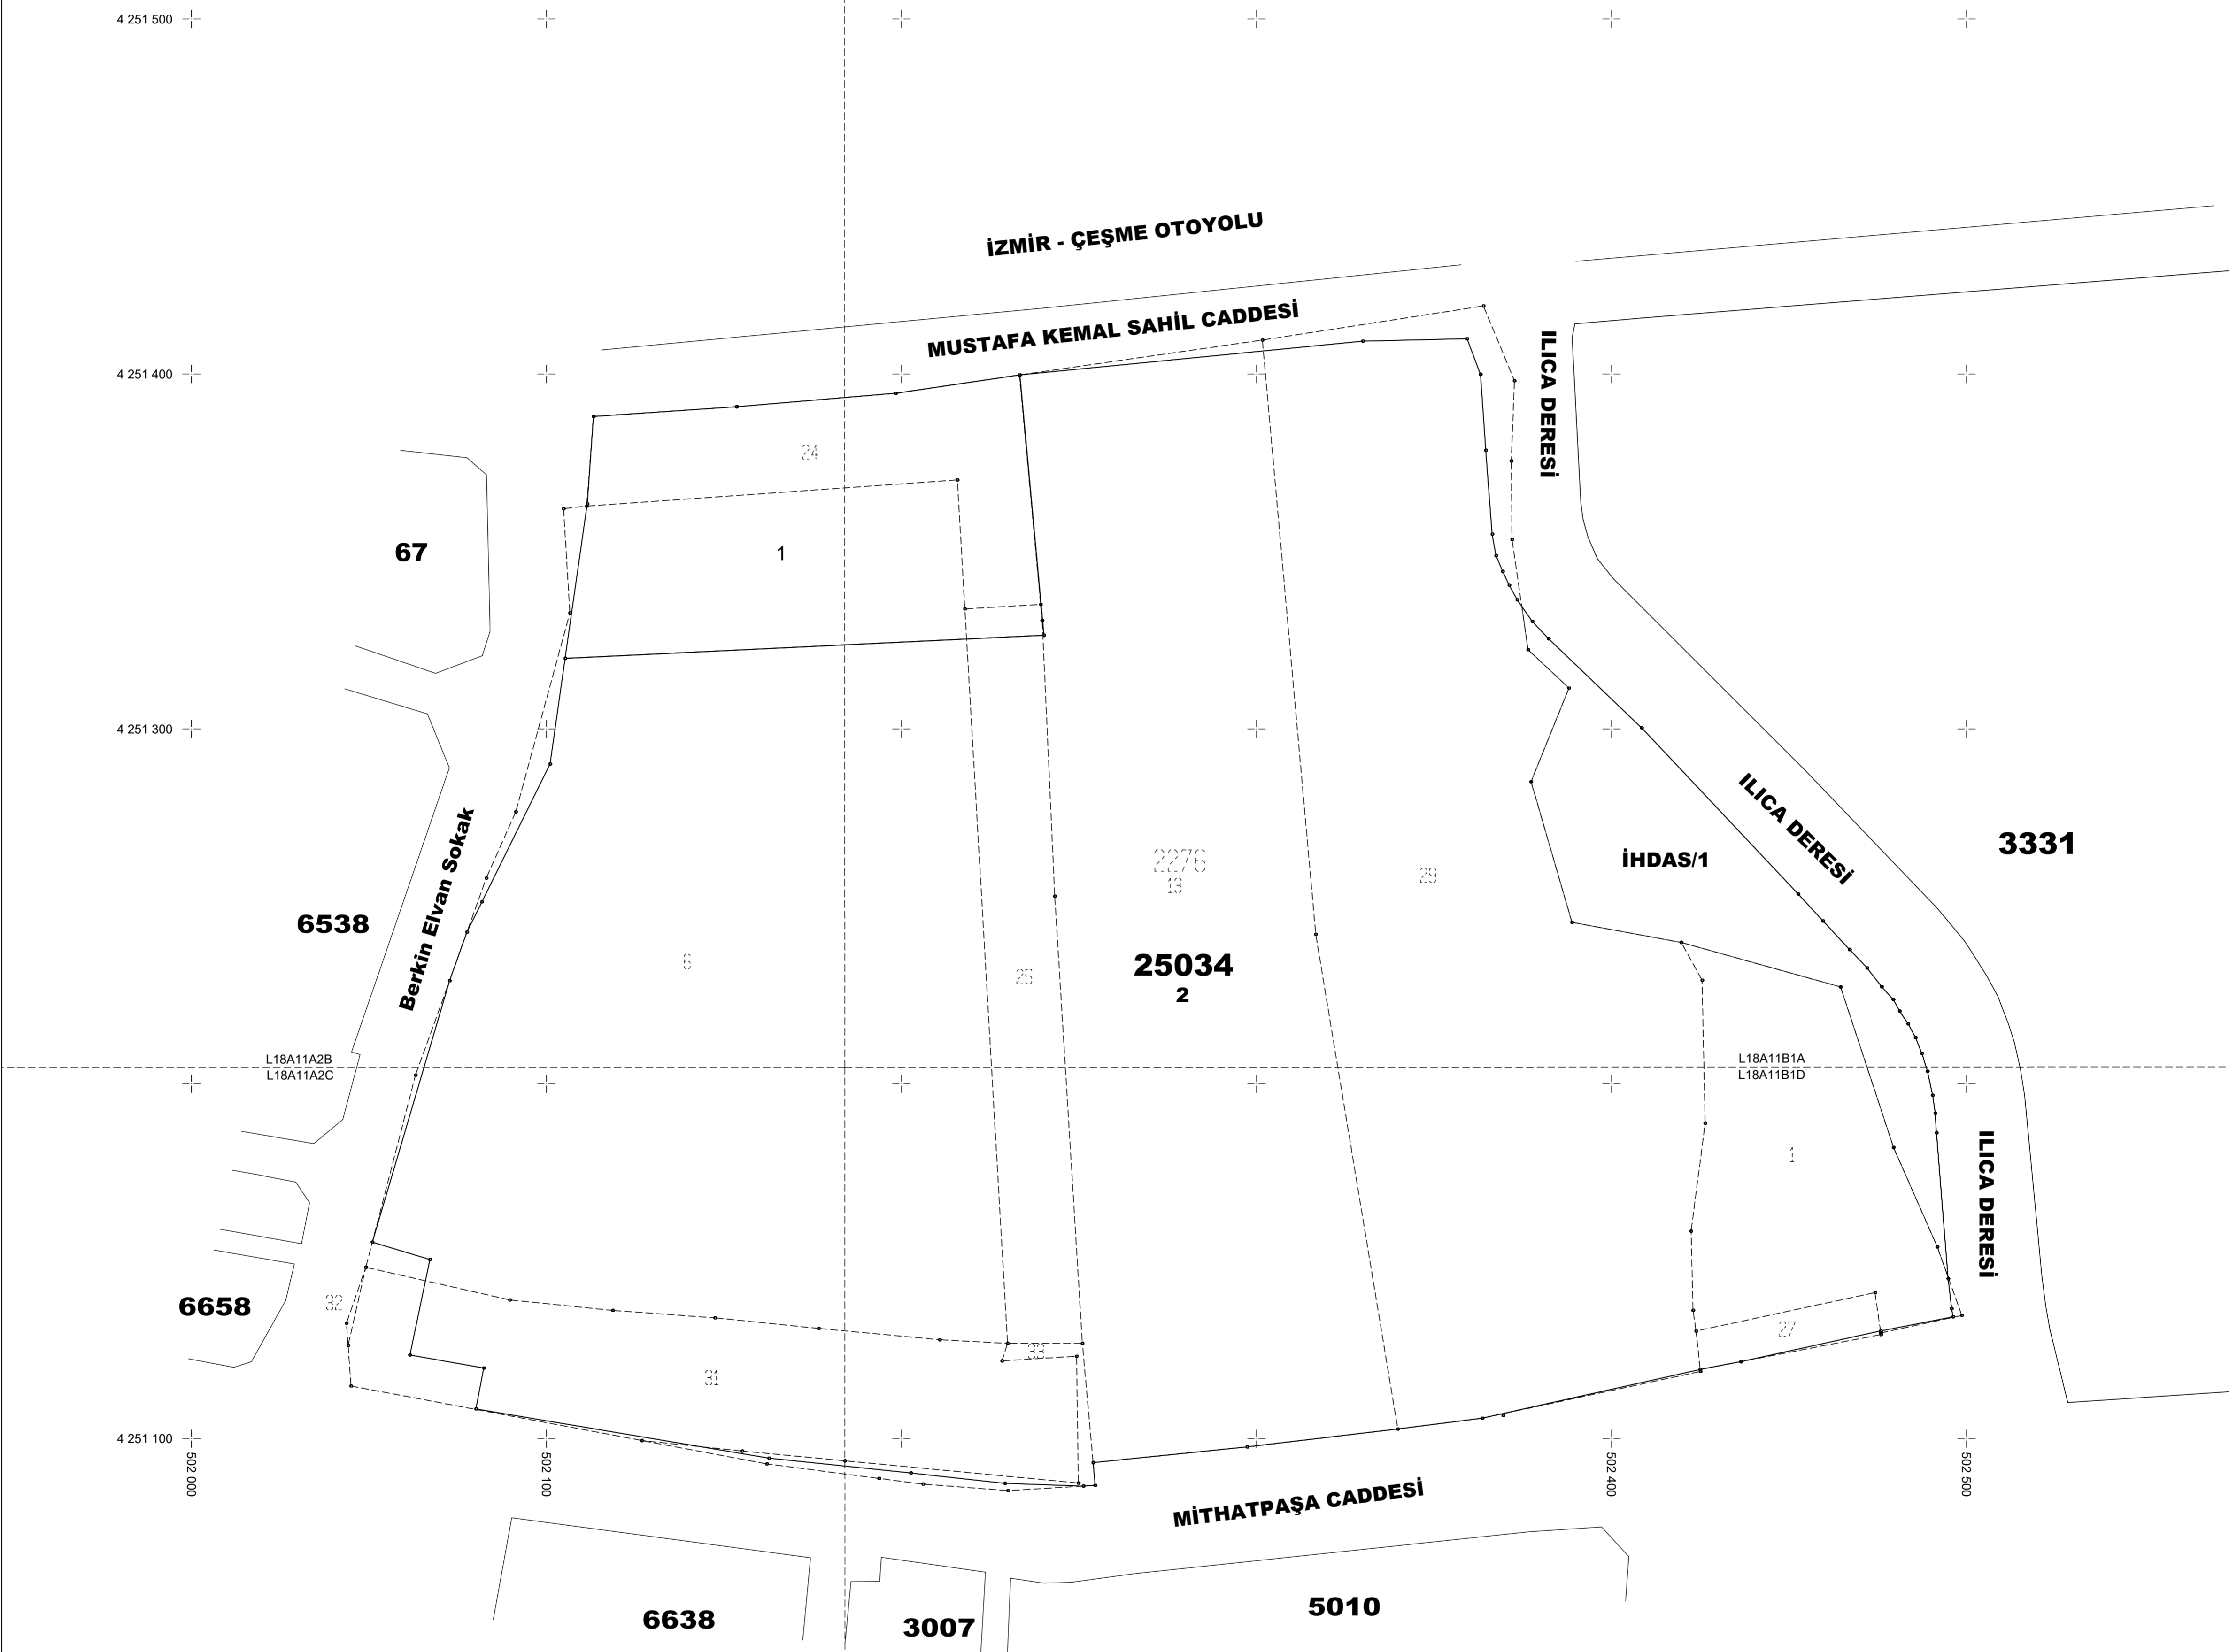 4 251 500
İZMİR - ÇEŞME OTOYOLU
MUSTAFA KEMAL SAHİL CADDESİ
ILICA DERESİ
4 251 400
24
67
1
4 251 300
ILICA DERESİ
3331
İHDAS/1
2276
13
29
Berkin Elvan Sokak
6538
6
25
25034
2
L18A11A2B
L18A11A2C
L18A11B1A
L18A11B1D
1
ILICA DERESİ
6658
32
33
27
31
4 251 100
502 000
502 100
502 400
502 500
MİTHATPAŞA CADDESİ
6638
3007
5010